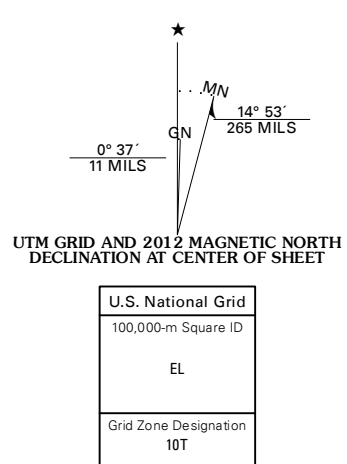 ★
MN
GN
14° 53´
265 MILS
0° 37´
11 MILS
UTM GRID AND 2012 MAGNETIC NORTH
DECLINATION AT CENTER OF SHEET
U.S. National Grid
100,000-m Square ID
EL
Grid Zone Designation
10T